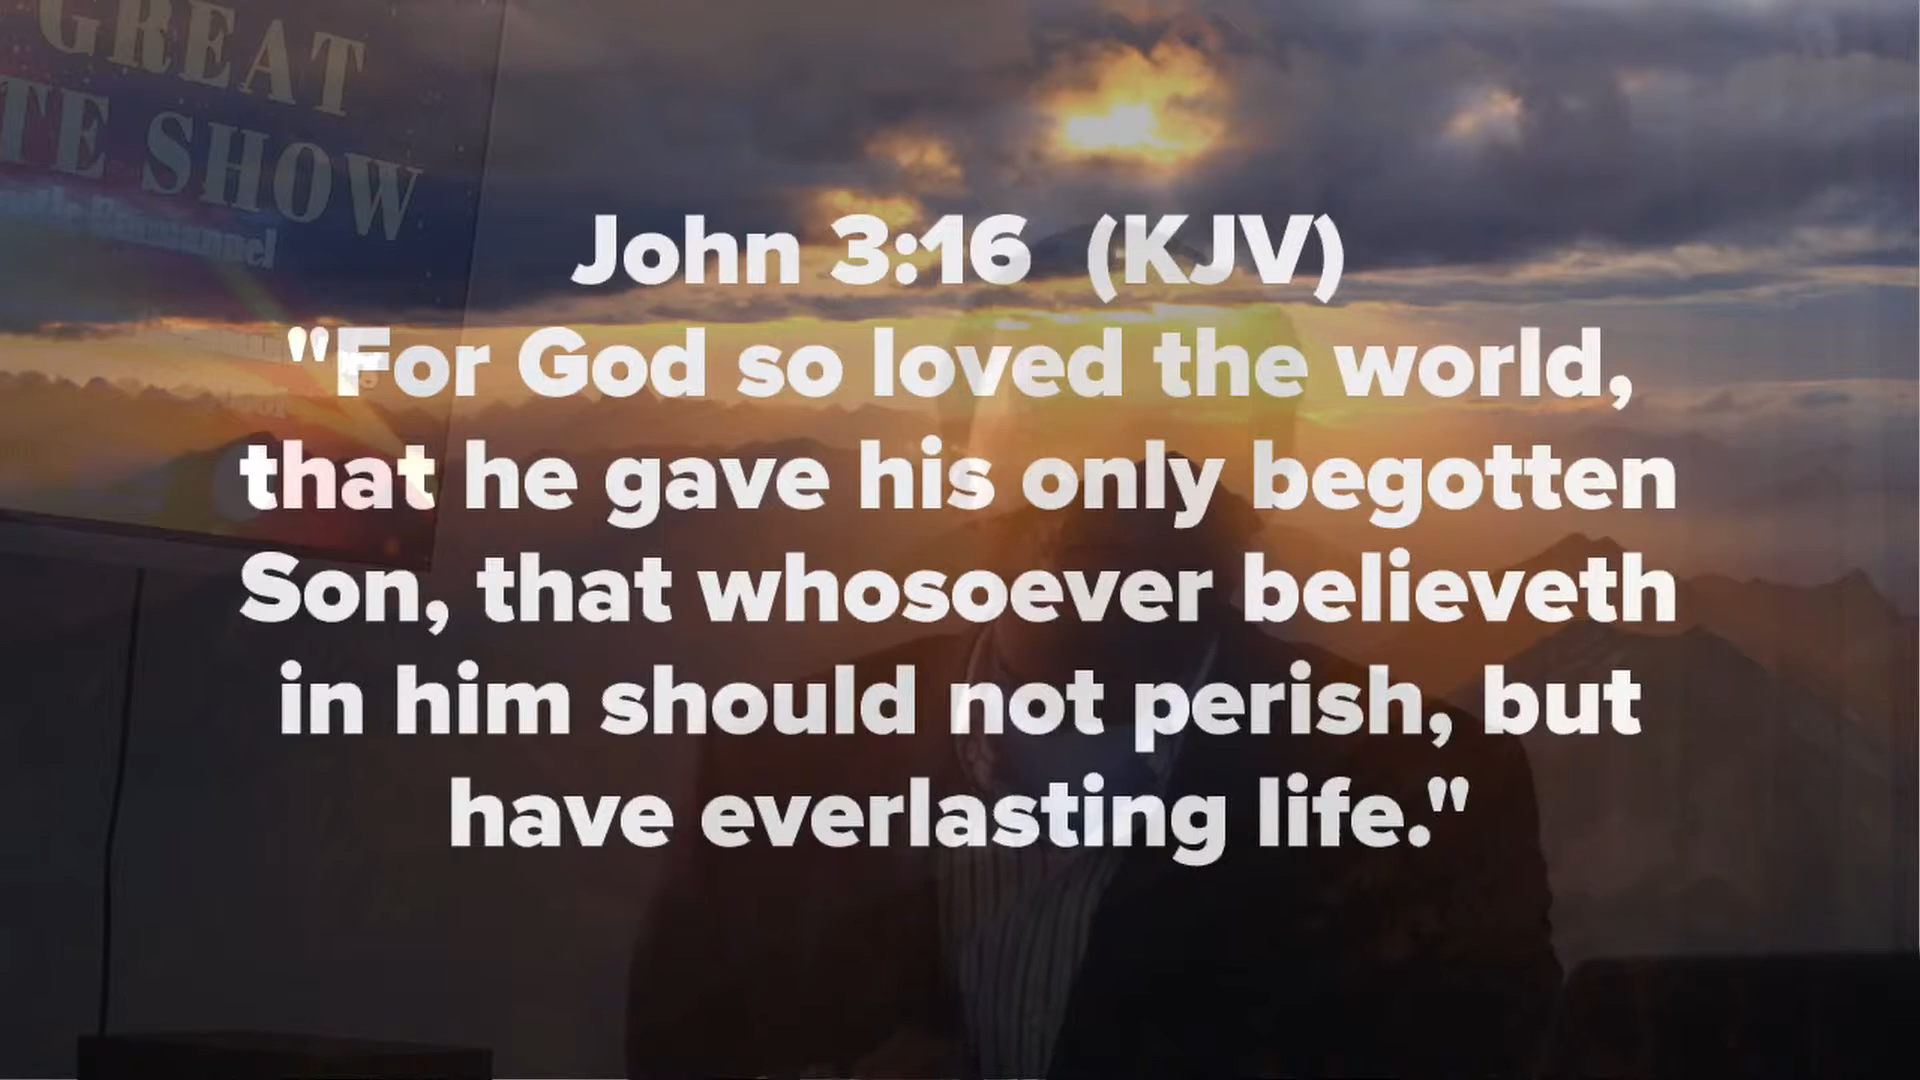 GREAT
TE SHOW
John 3:16 (KJV)
"For God so loved the world,
that he gave his only begotten
Son, that whosoever believeth
in him should not perish, but
have everlasting life."